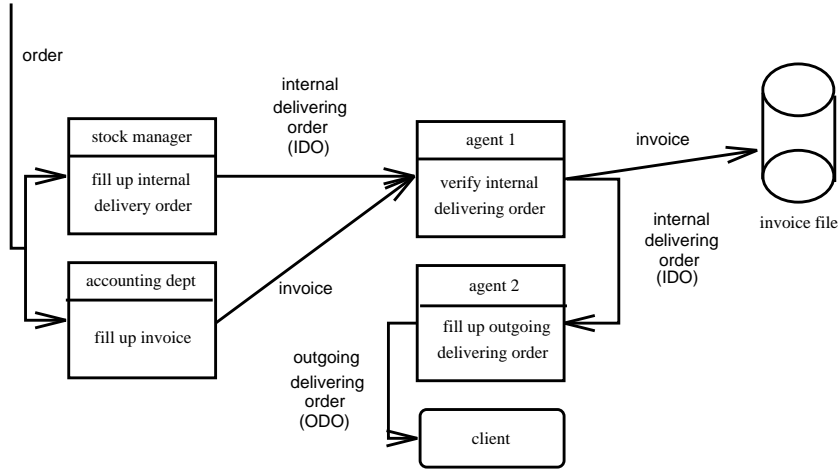 order
internal
delivering
order
(IDO)
stock manager
fill up internal
delivery order
agent 1
verify internal
delivering order
invoice
invoice file
internal
delivering
order
(IDO)
accounting dept
fill up invoice
invoice
agent 2
fill up outgoing
delivering order
outgoing
delivering
order
(ODO)
client